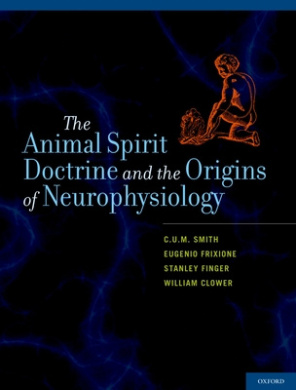 The
Animal Spirit
Doctrine and the Origins
of Neurophysiology
C.U.M. SMITH
EUGENIO FRIXIONE
STANLEY FINGER
WILLIAM CLOWER
OXFORD